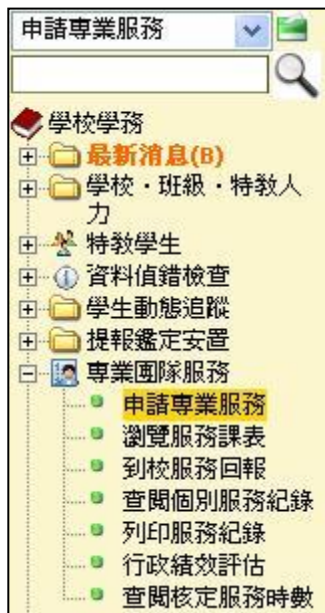 申請專業服務
學校學務
最新消息(B)
學校・班級・特教人
力
特教學生
資料偵錯檢查
學生動態追蹤
提報鑑定安置
專業團隊服務
申請專業服務
瀏覽服務課表
到校服務回報
查閱個別服務紀錄
列印服務紀錄
行政績效評估
查閱核定服務時數